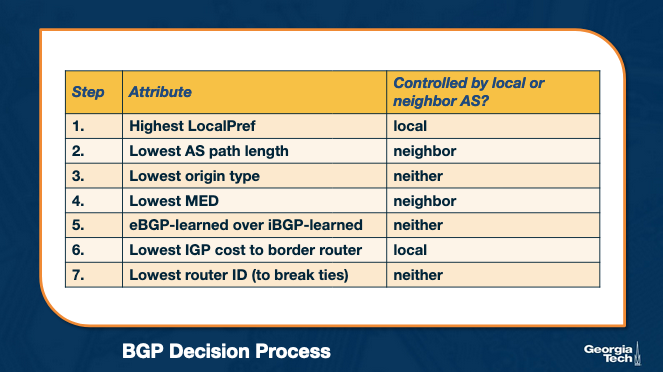 Step Attribute Controlled by local or neighbor AS?
1. Highest LocalPref local
2. Lowest AS path length neighbor
3. Lowest origin type neither
4. Lowest MED neighbor
5. eBGP-learned over iBGP-learned neither
6. Lowest IGP cost to border router local
7. Lowest router ID (to break ties) neither
BGP Decision Process
Georgia
Tech